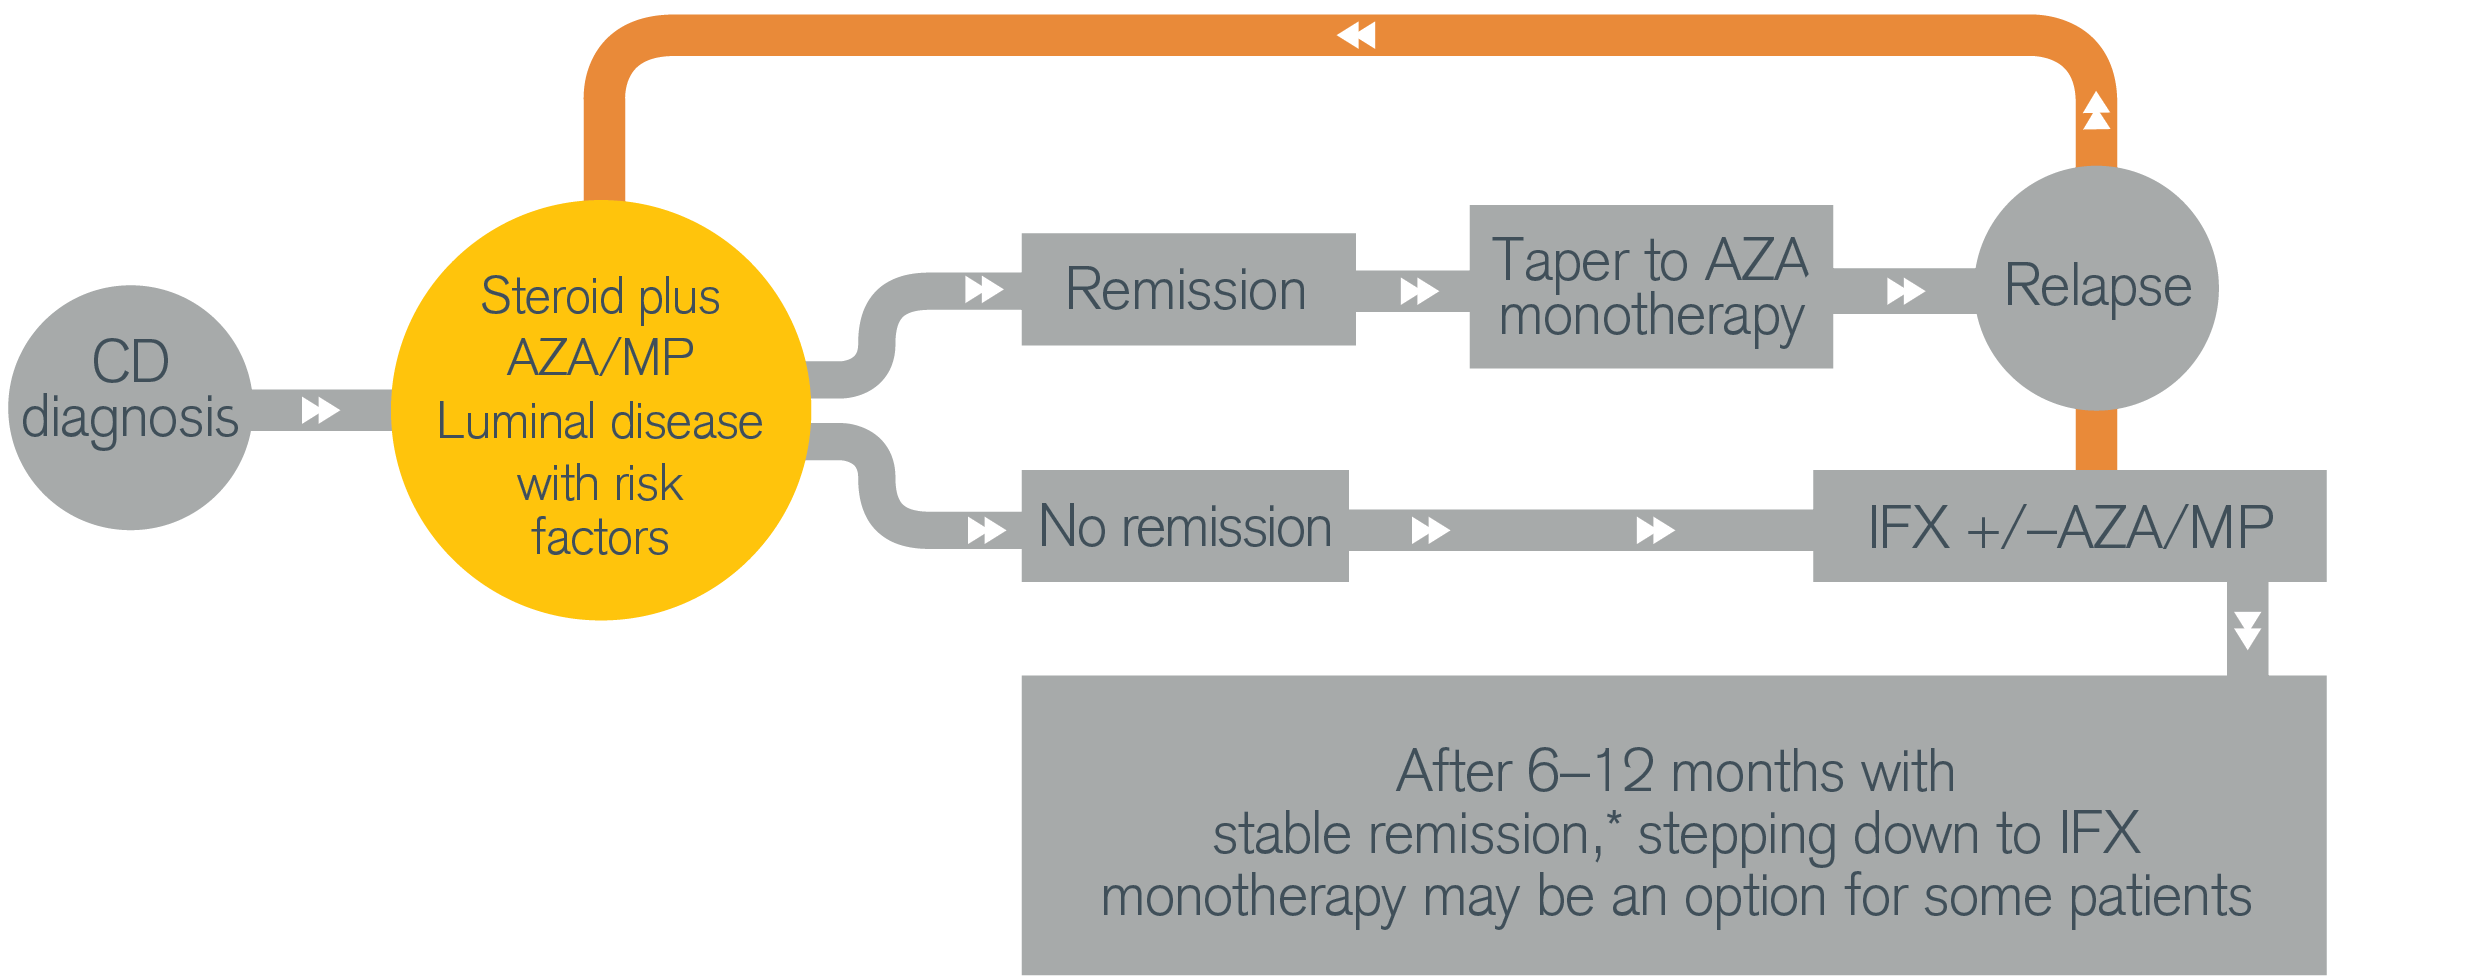 CD
diagnosis
Steroid plus
AZA/MP
Luminal disease
with risk
factors
Remission
Taper to AZA
monotherapy
Relapse
No remission
IFX +/–AZA/MP
After 6–12 months with
stable remission,* stepping down to IFX
monotherapy may be an option for some patients